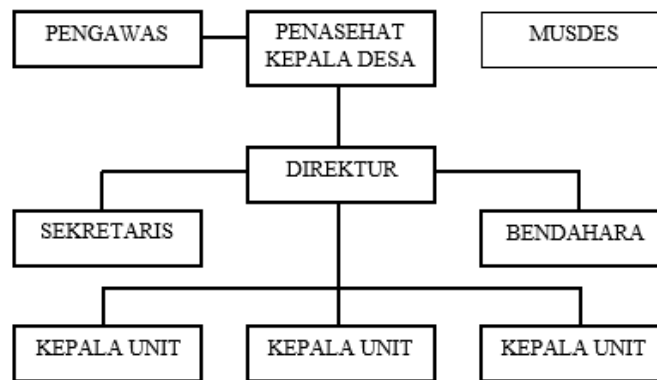 PENGAWAS
PENASEHAT
KEPALA DESA
MUSDES
DIREKTUR
SEKRETARIS
BENDAHARA
KEPALA UNIT
KEPALA UNIT
KEPALA UNIT